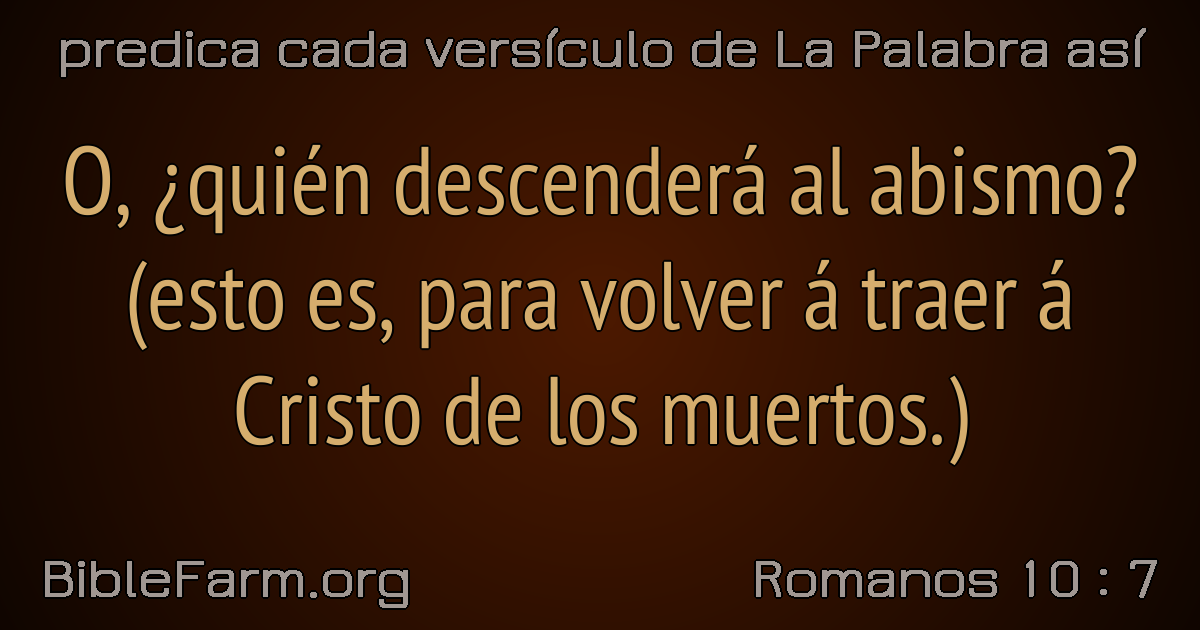 predica cada versículo de La Palabra así
O, ¿quién descenderá al abismo?
(esto es, para volver á traer á
Cristo de los muertos.)
BibleFarm.org
Romanos 10 : 7